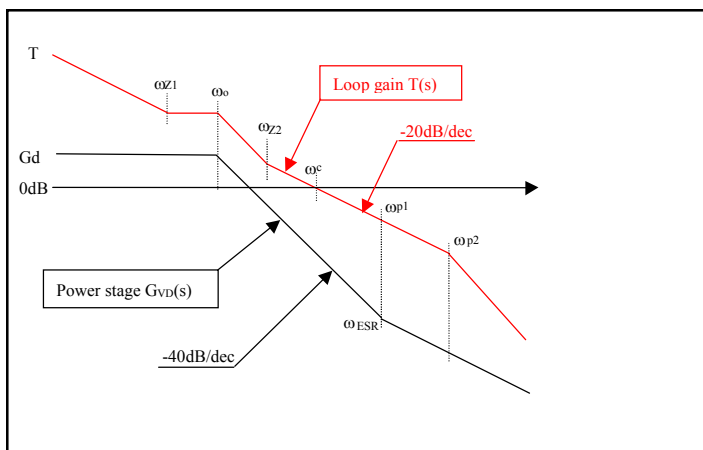 T
ωZ1
ωo
Loop gain T(s)
ωZ2
-20dB/dec
Gd
0dB
ωc
ωp1
ωp2
Power stage GVD(s)
ωESR
-40dB/dec